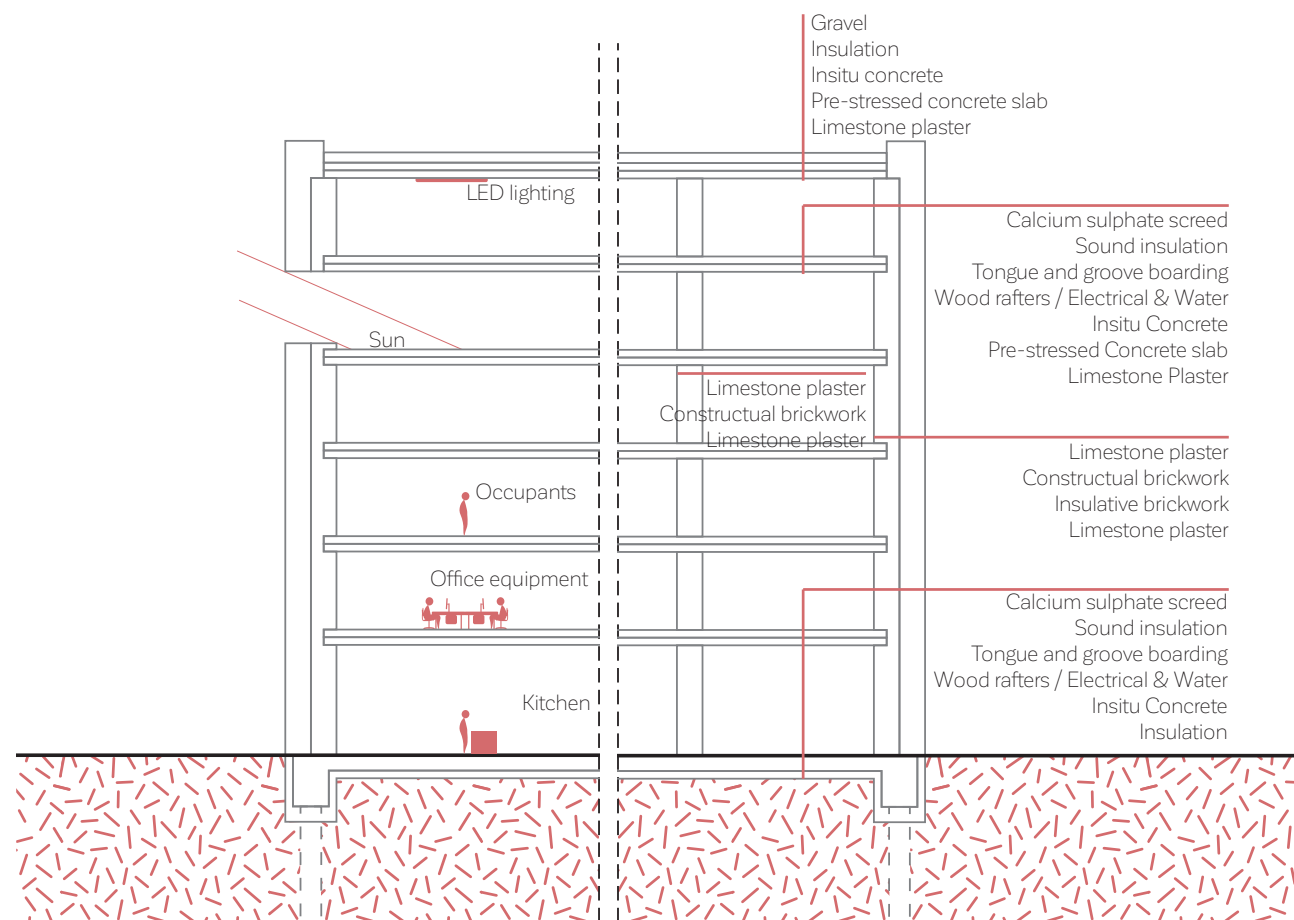 Gravel
Insulation
Insitu concrete
Pre-stressed concrete slab
Limestone plaster
LED lighting
Calcium sulphate screed
Sound insulation
Tongue and groove boarding
Wood rafters / Electrical & Water
Insitu Concrete
Pre-stressed Concrete slab
Limestone Plaster
Sun
Limestone plaster
Constructual brickwork
Limestone plaster
Limestone plaster
Constructual brickwork
Insulative brickwork
Limestone plaster
Occupants
Office equipment
Calcium sulphate screed
Sound insulation
Tongue and groove boarding
Wood rafters / Electrical & Water
Insitu Concrete
Insulation
Kitchen